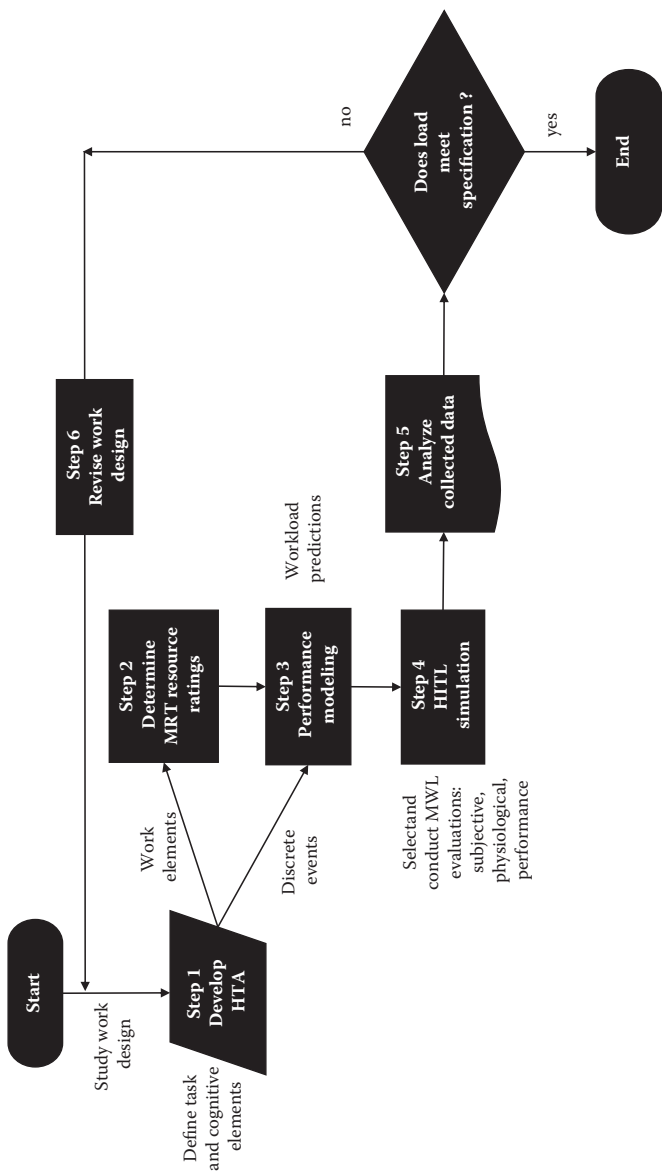 Start
Study work
design
Define task
and cognitive
elements
Step 1
Develop
HTA
Work
elements
Discrete
events
Step 2
Determine
MRT resource
ratings
Step 3
Performance
modeling
Workload
predictions
Selectand
conduct MWL
evaluations:
subjective,
physiological,
performance
Step 4
HITL
simulation
Step 5
Analyze
collected data
Step 6
Revise work
design
Does load
meet
specification ?
no
yes
End